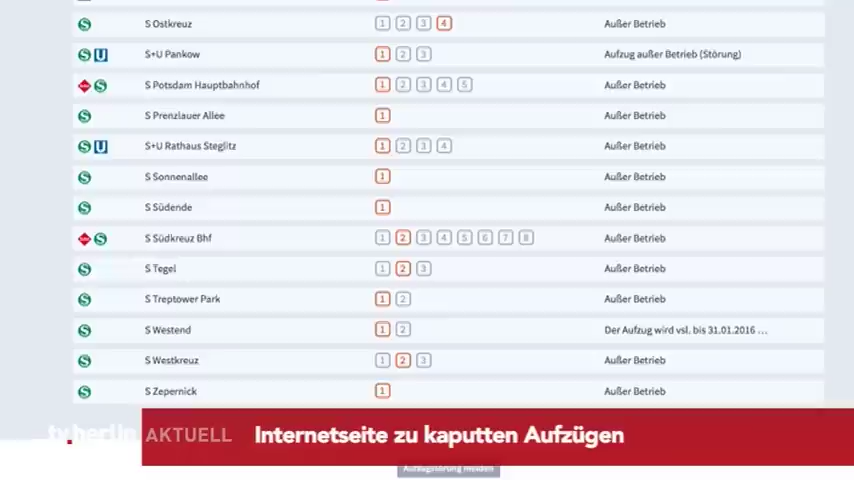 S Ostkreuz 1 2 3 4 Außer Betrieb
S+U Pankow 1 2 3 Aufzug außer Betrieb (Störung)
S Potsdam Hauptbahnhof 1 2 3 4 5 Außer Betrieb
S Prenzlauer Allee 1 Außer Betrieb
S+U Rathaus Steglitz 1 2 3 4 Außer Betrieb
S Sonnenallee 1 Außer Betrieb
S Südende 1 Außer Betrieb
S Südkreuz Bhf 1 2 3 4 5 6 7 8 Außer Betrieb
S Tegel 1 2 3 Außer Betrieb
S Treptower Park 1 2 Außer Betrieb
S Westend 1 2 Der Aufzug wird vsl. bis 31.01.2016 ...
S Westkreuz 1 2 3 Außer Betrieb
S Zepernick 1 Außer Betrieb
tv.berlin AKTUELL Internetseite zu kaputten Aufzügen
Aufzugsstörung melden